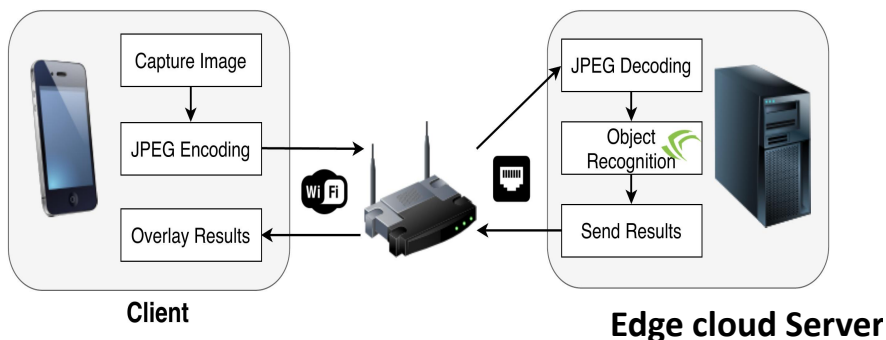 Capture Image
JPEG Encoding
Overlay Results
Client
Wi Fi
JPEG Decoding
Object
Recognition
Send Results
Edge cloud Server